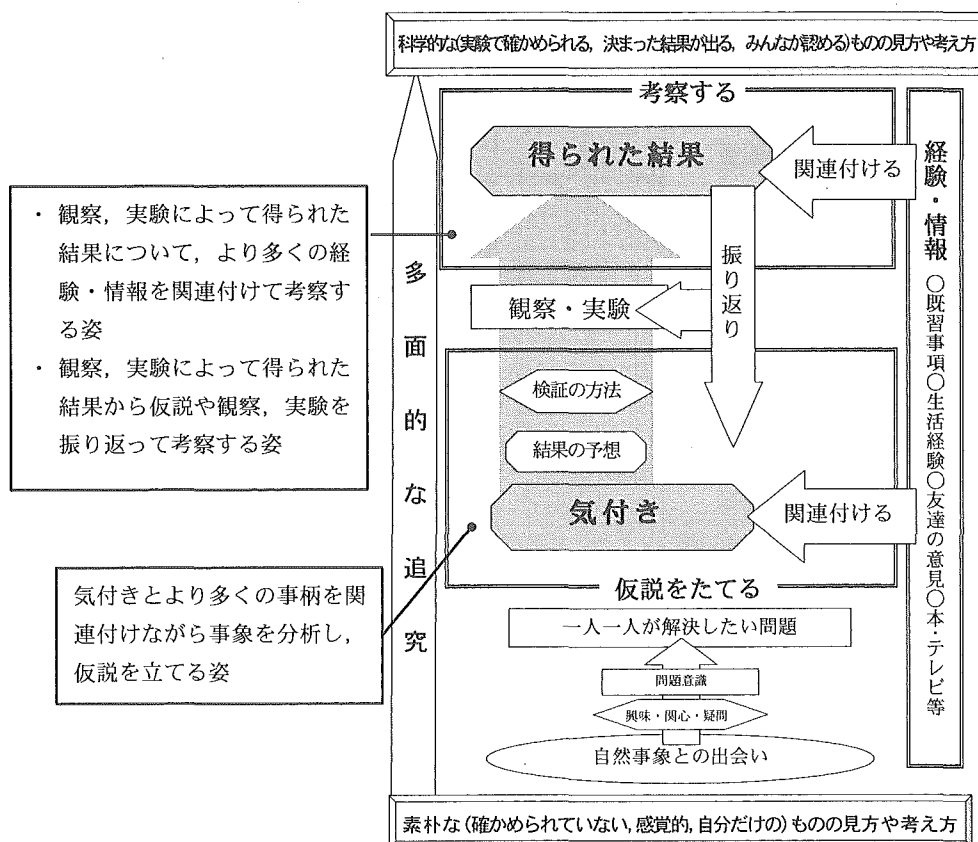 科学的な(実験で確かめられる, 決まった結果が出る, みんなが認める)ものの見方や考え方
考察する
得られた結果
関連付ける
経験・情報 ○既習事項○生活経験○友達の意見○本・テレビ等
・ 観察, 実験によって得られた
結果について, より多くの経
験・情報を関連付けて考察す
る姿
・ 観察, 実験によって得られた
結果から仮説や観察, 実験を
振り返って考察する姿
多面的な追究
振り返り
観察・実験
検証の方法
結果の予想
気付き
関連付ける
仮説をたてる
気付きとより多くの事柄を関
連付けながら事象を分析し,
仮説を立てる姿
一人一人が解決したい問題
問題意識
興味・関心・疑問
自然事象との出会い
素朴な(確かめられていない, 感覚的, 自分だけの)ものの見方や考え方